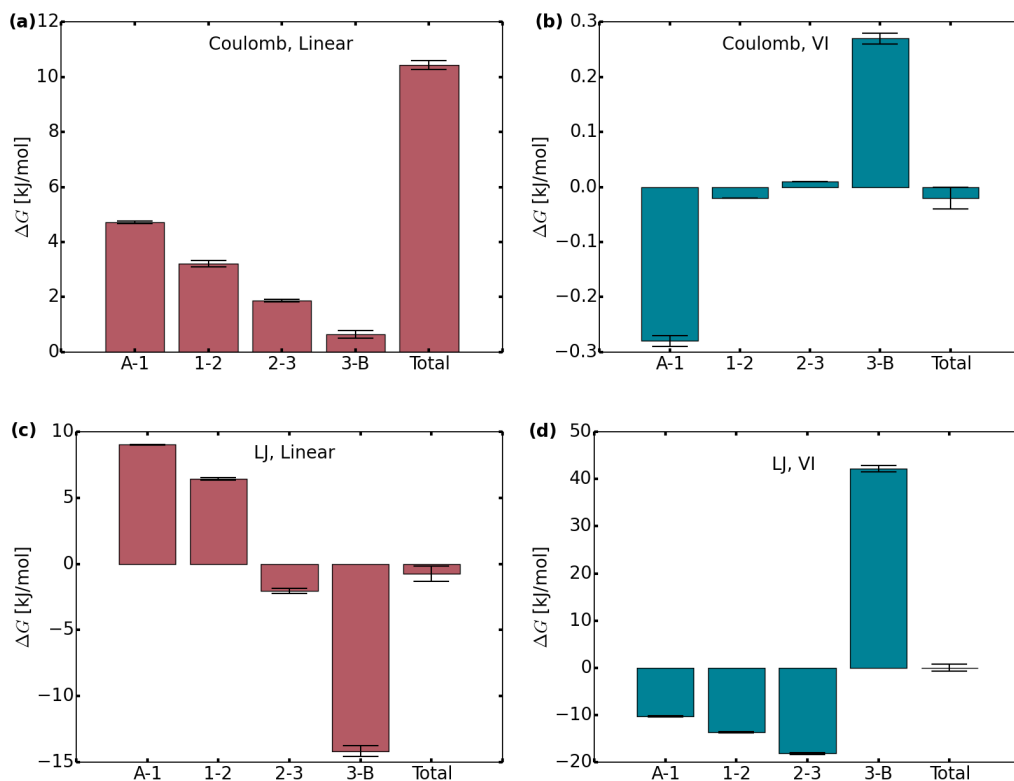 (a)
Coulomb, Linear
ΔG [kJ/mol]
12
10
8
6
4
2
0
A-1 1-2 2-3 3-B Total
(b)
Coulomb, VI
ΔG [kJ/mol]
0.3
0.2
0.1
0.0
−0.1
−0.2
−0.3
A-1 1-2 2-3 3-B Total
(c)
LJ, Linear
ΔG [kJ/mol]
10
5
0
−5
−10
−15
A-1 1-2 2-3 3-B Total
(d)
LJ, VI
ΔG [kJ/mol]
50
40
30
20
10
0
−10
−20
A-1 1-2 2-3 3-B Total